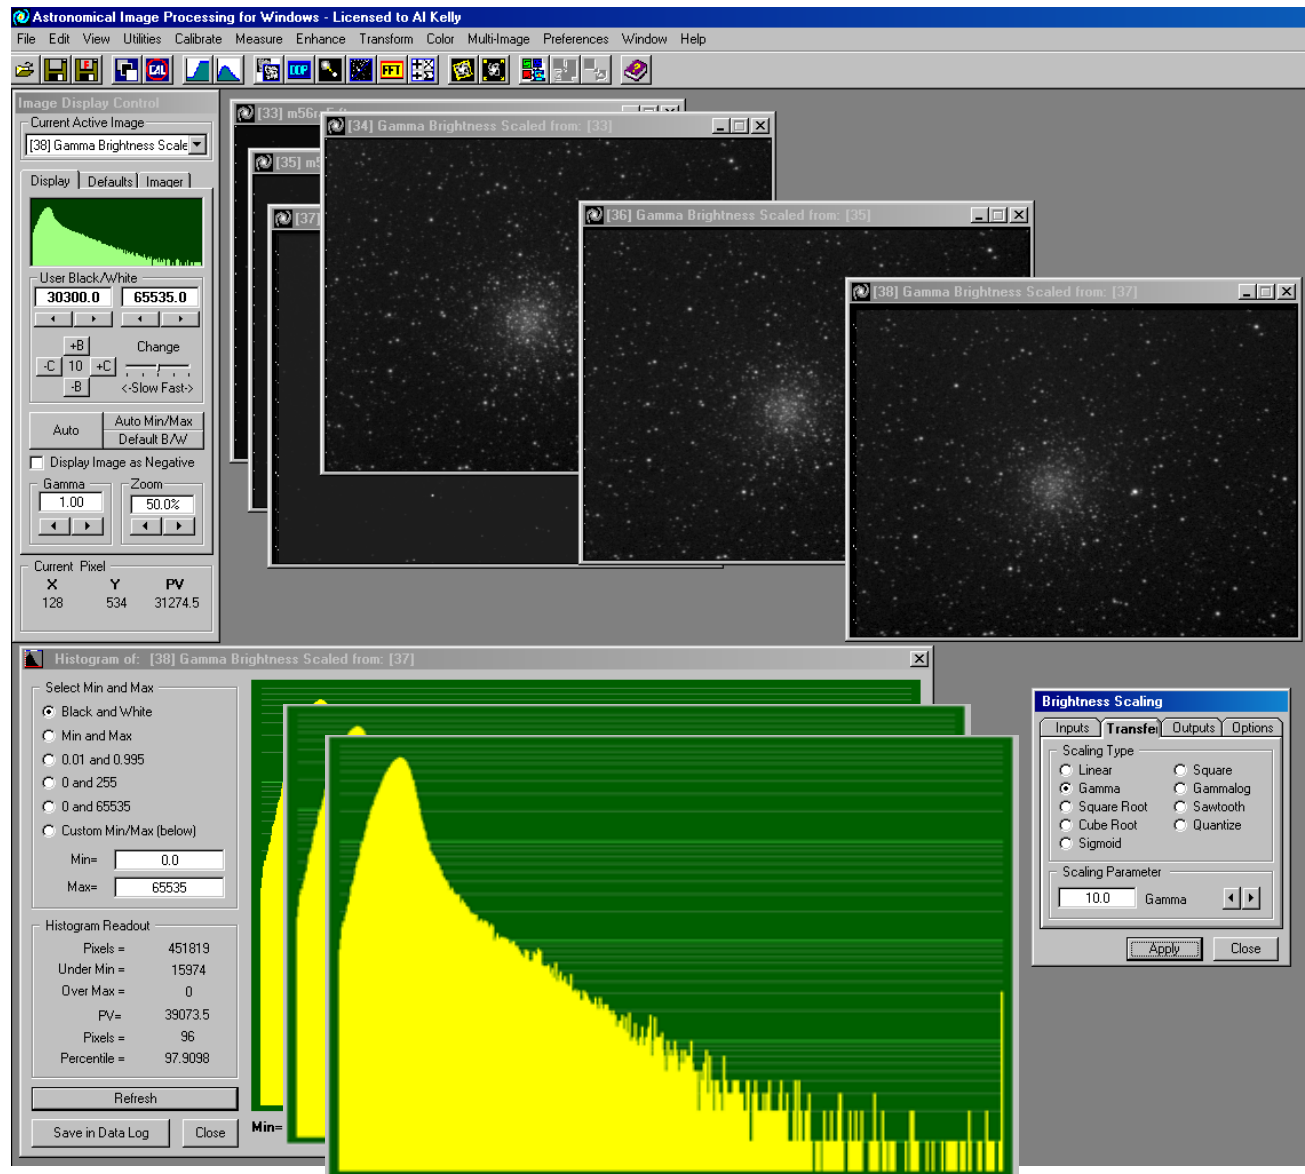 Astronomical Image Processing for Windows - Licensed to Al Kelly
File Edit View Utilities Calibrate Measure Enhance Transform Color Multi-Image Preferences Window Help
CAL DDP FFT
Image Display Control
Current Active Image
[38] Gamma Brightness Scale
Display Defaults Imager
User Black/White
30300.0 65535.0
+B Change
-C 10 +C
-B <-Slow Fast->
Auto Auto Min/Max
Default B/W
Display Image as Negative
Gamma Zoom
1.00 50.0%
Current Pixel
X Y PV
128 534 31274.5
[33]
[34] Gamma Brightness Scaled from: [33]
[35]
[36] Gamma Brightness Scaled from: [35]
[37]
[38] Gamma Brightness Scaled from: [37]
Histogram of: [38] Gamma Brightness Scaled from: [37]
Select Min and Max
Black and White
Min and Max
0.01 and 0.995
0 and 255
0 and 65535
Custom Min/Max (below)
Min= 0.0
Max= 65535
Histogram Readout
Pixels = 451819
Under Min = 15974
Over Max = 0
PV= 39073.5
Pixels = 96
Percentile = 97.9098
Refresh
Save in Data Log Close
Min=
Brightness Scaling
Inputs Transfer Outputs Options
Scaling Type
Linear Square
Gamma Gammalog
Square Root Sawtooth
Cube Root Quantize
Sigmoid
Scaling Parameter
10.0 Gamma
Apply Close